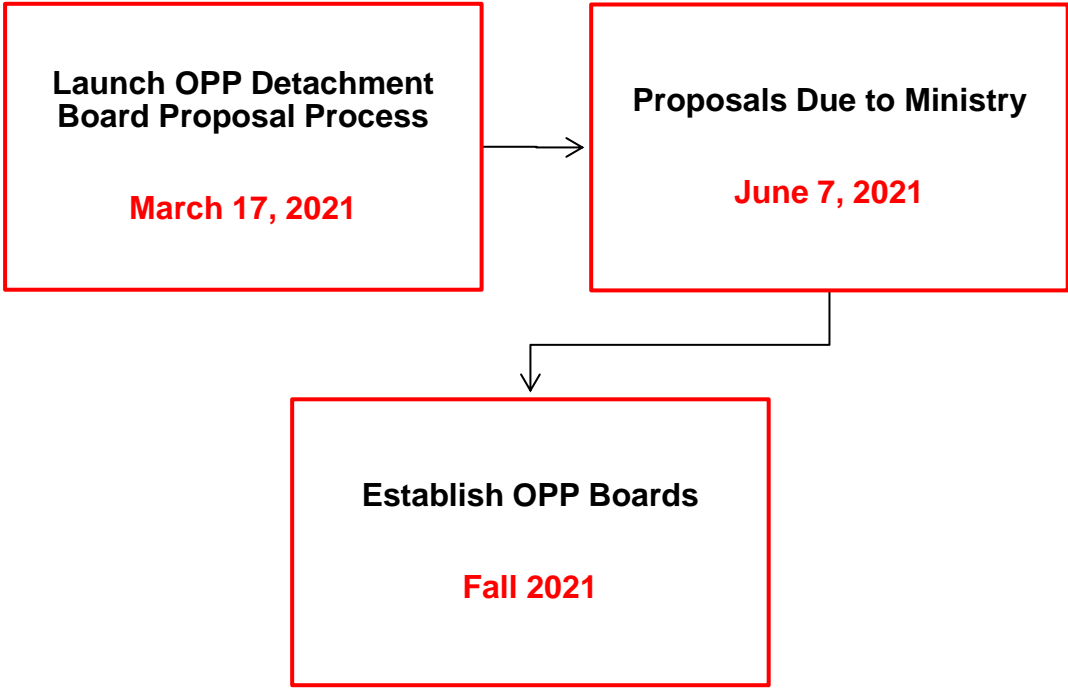 Launch OPP Detachment
Board Proposal Process
March 17, 2021
Proposals Due to Ministry
June 7, 2021
Establish OPP Boards
Fall 2021